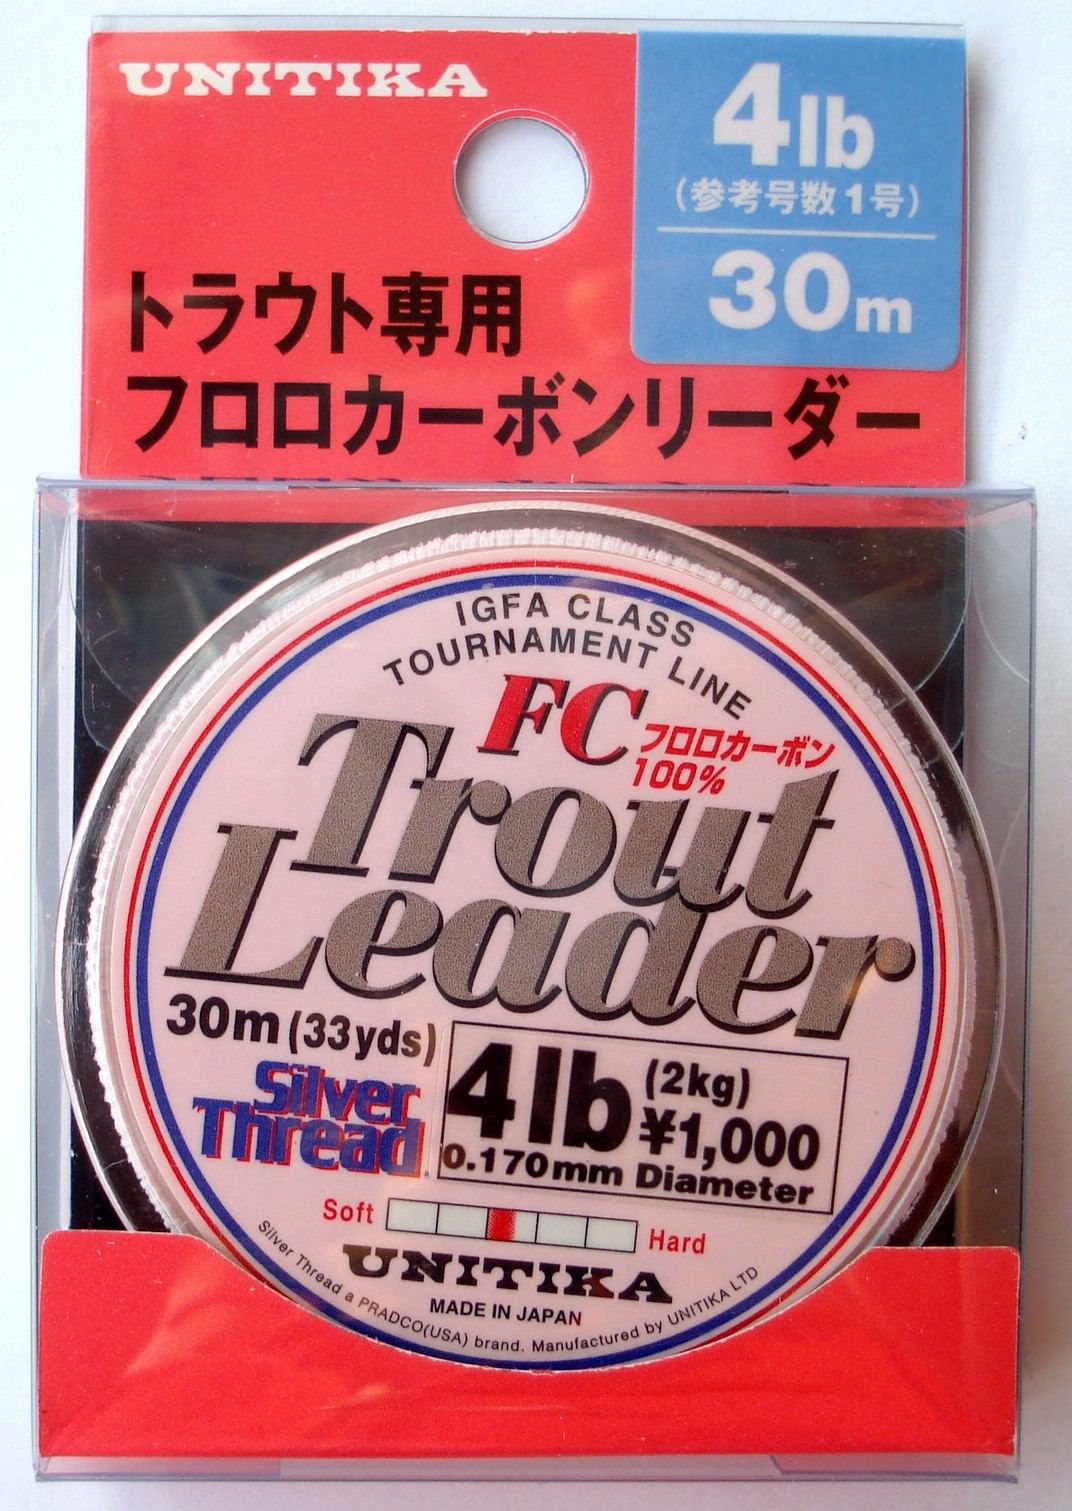 UNITIKA
4lb
(参考号数1号)
30m
トラウト専用
フロロカーボンリーダー
IGFA CLASS
TOURNAMENT LINE
FC フロロカーボン
100%
Trout
Leader
30m (33yds)
Silver
Thread
4lb (2kg)
¥1,000
0.170mm Diameter
Soft Hard
UNITIKA
MADE IN JAPAN
Silver Thread a PRADCO(USA) brand. Manufactured by UNITIKA LTD